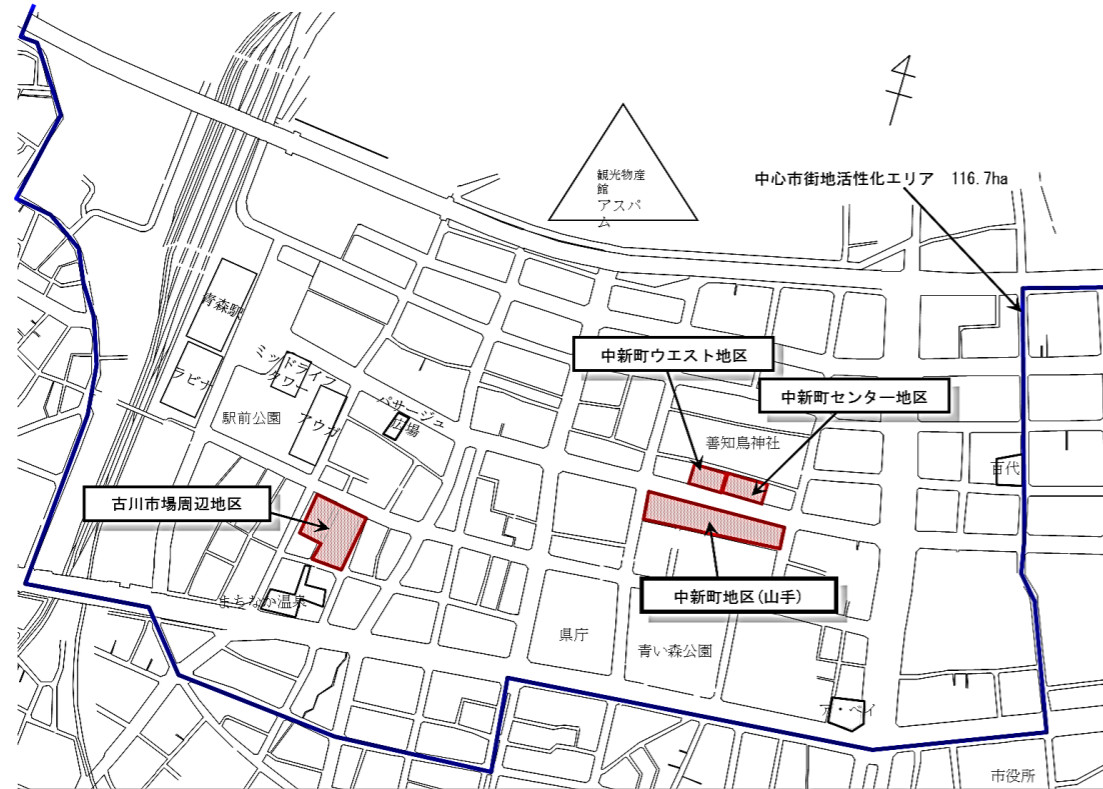 観光物産
館
アスパ
ム
中心市街地活性化エリア 116.7ha
青森駅
ラビナ
ミッドライフ
タワー
アウガ
駅前公園
パサージュ
広場
中新町ウエスト地区
中新町センター地区
善知鳥神社
百代
古川市場周辺地区
まちなか温泉
中新町地区(山手)
県庁
青い森公園
ア・ベイ
市役所